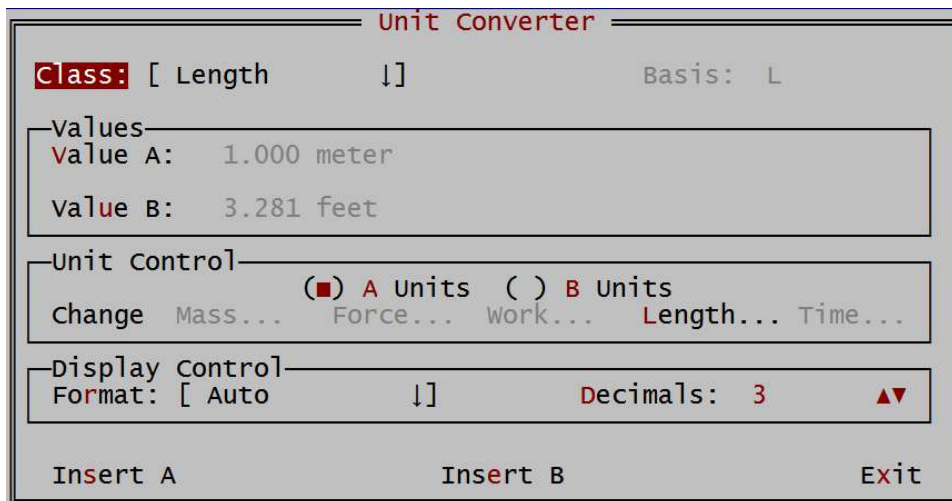 Unit Converter
Class: [ Length ↓] Basis: L
Values
Value A: 1.000 meter
Value B: 3.281 feet
Unit Control
(■) A Units ( ) B Units
Change Mass... Force... Work... Length... Time...
Display Control
Format: [ Auto ↓] Decimals: 3 ▲▼
Insert A Insert B Exit